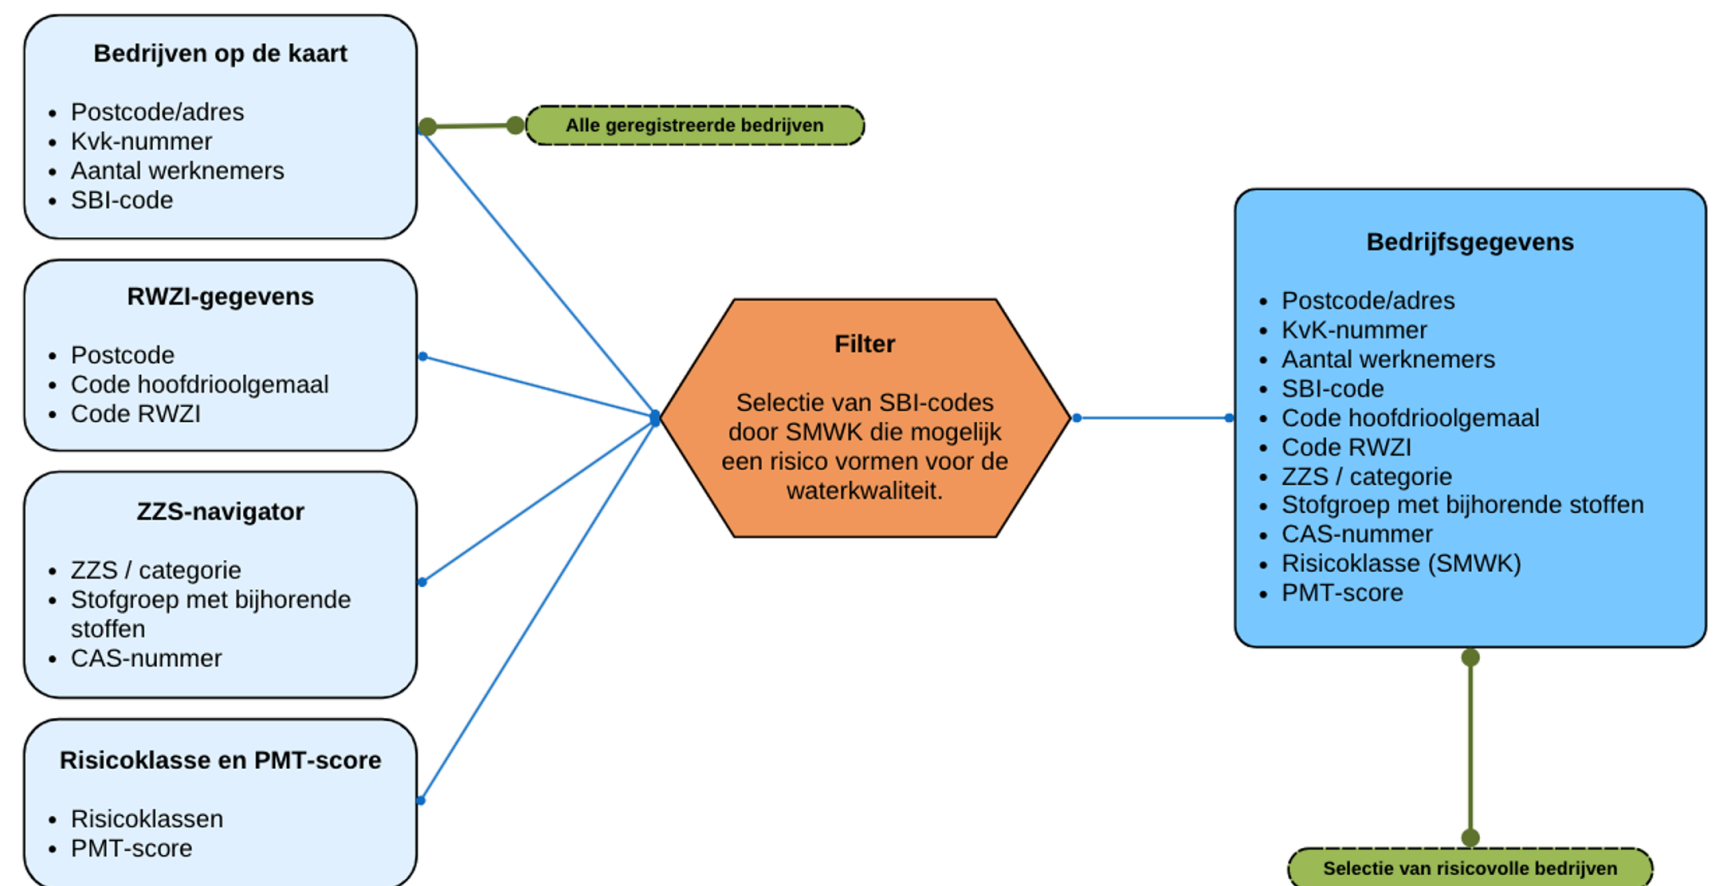 Bedrijven op de kaart
• Postcode/adres
• Kvk-nummer
• Aantal werknemers
• SBI-code
Alle geregistreerde bedrijven
RWZI-gegevens
• Postcode
• Code hoofdrioolgemaal
• Code RWZI
ZZS-navigator
• ZZS / categorie
• Stofgroep met bijhorende
stoffen
• CAS-nummer
Risicoklasse en PMT-score
• Risicoklassen
• PMT-score
Filter
Selectie van SBI-codes
door SMWK die mogelijk
een risico vormen voor de
waterkwaliteit.
Bedrijfsgegevens
• Postcode/adres
• KvK-nummer
• Aantal werknemers
• SBI-code
• Code hoofdrioolgemaal
• Code RWZI
• ZZS / categorie
• Stofgroep met bijhorende stoffen
• CAS-nummer
• Risicoklasse (SMWK)
• PMT-score
Selectie van risicovolle bedrijven